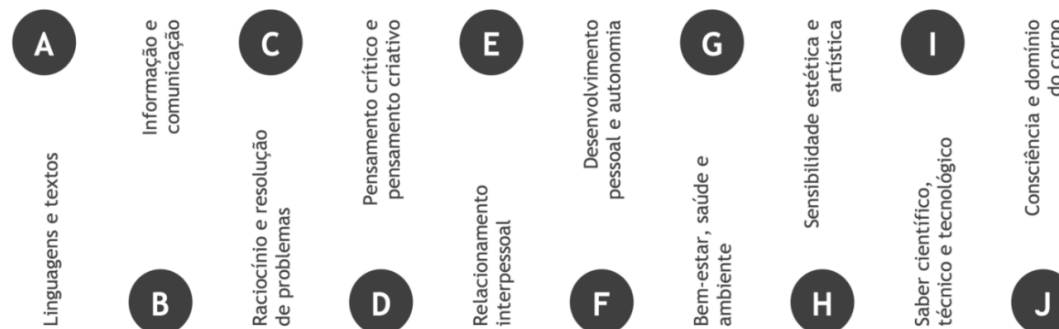 A
Linguagens e textos
Informação e
comunicação
B
C
Raciocínio e resolução
de problemas
Pensamento crítico e
pensamento criativo
D
E
Relacionamento
interpessoal
Desenvolvimento
pessoal e autonomia
F
G
Bem-estar, saúde e
ambiente
Sensibilidade estética e
artística
H
I
Saber científico,
técnico e tecnológico
Consciência e domínio
do corpo
J